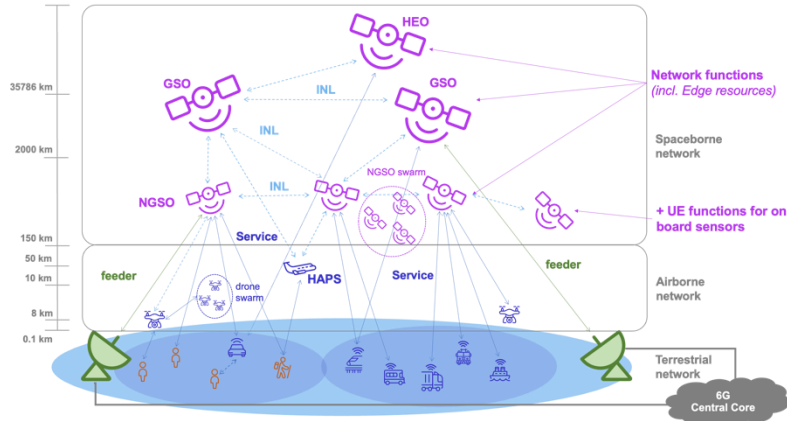 HEO
GSO
GSO
INL
INL
INL
35786 km
Network functions
(incl. Edge resources)
Spaceborne
network
2000 km
NGSO swarm
NGSO
+ UE functions for on
board sensors
Service
150 km
50 km
10 km
8 km
0.1 km
feeder
drone
swarm
HAPS
Service
feeder
Airborne
network
Terrestrial
network
6G
Central Core